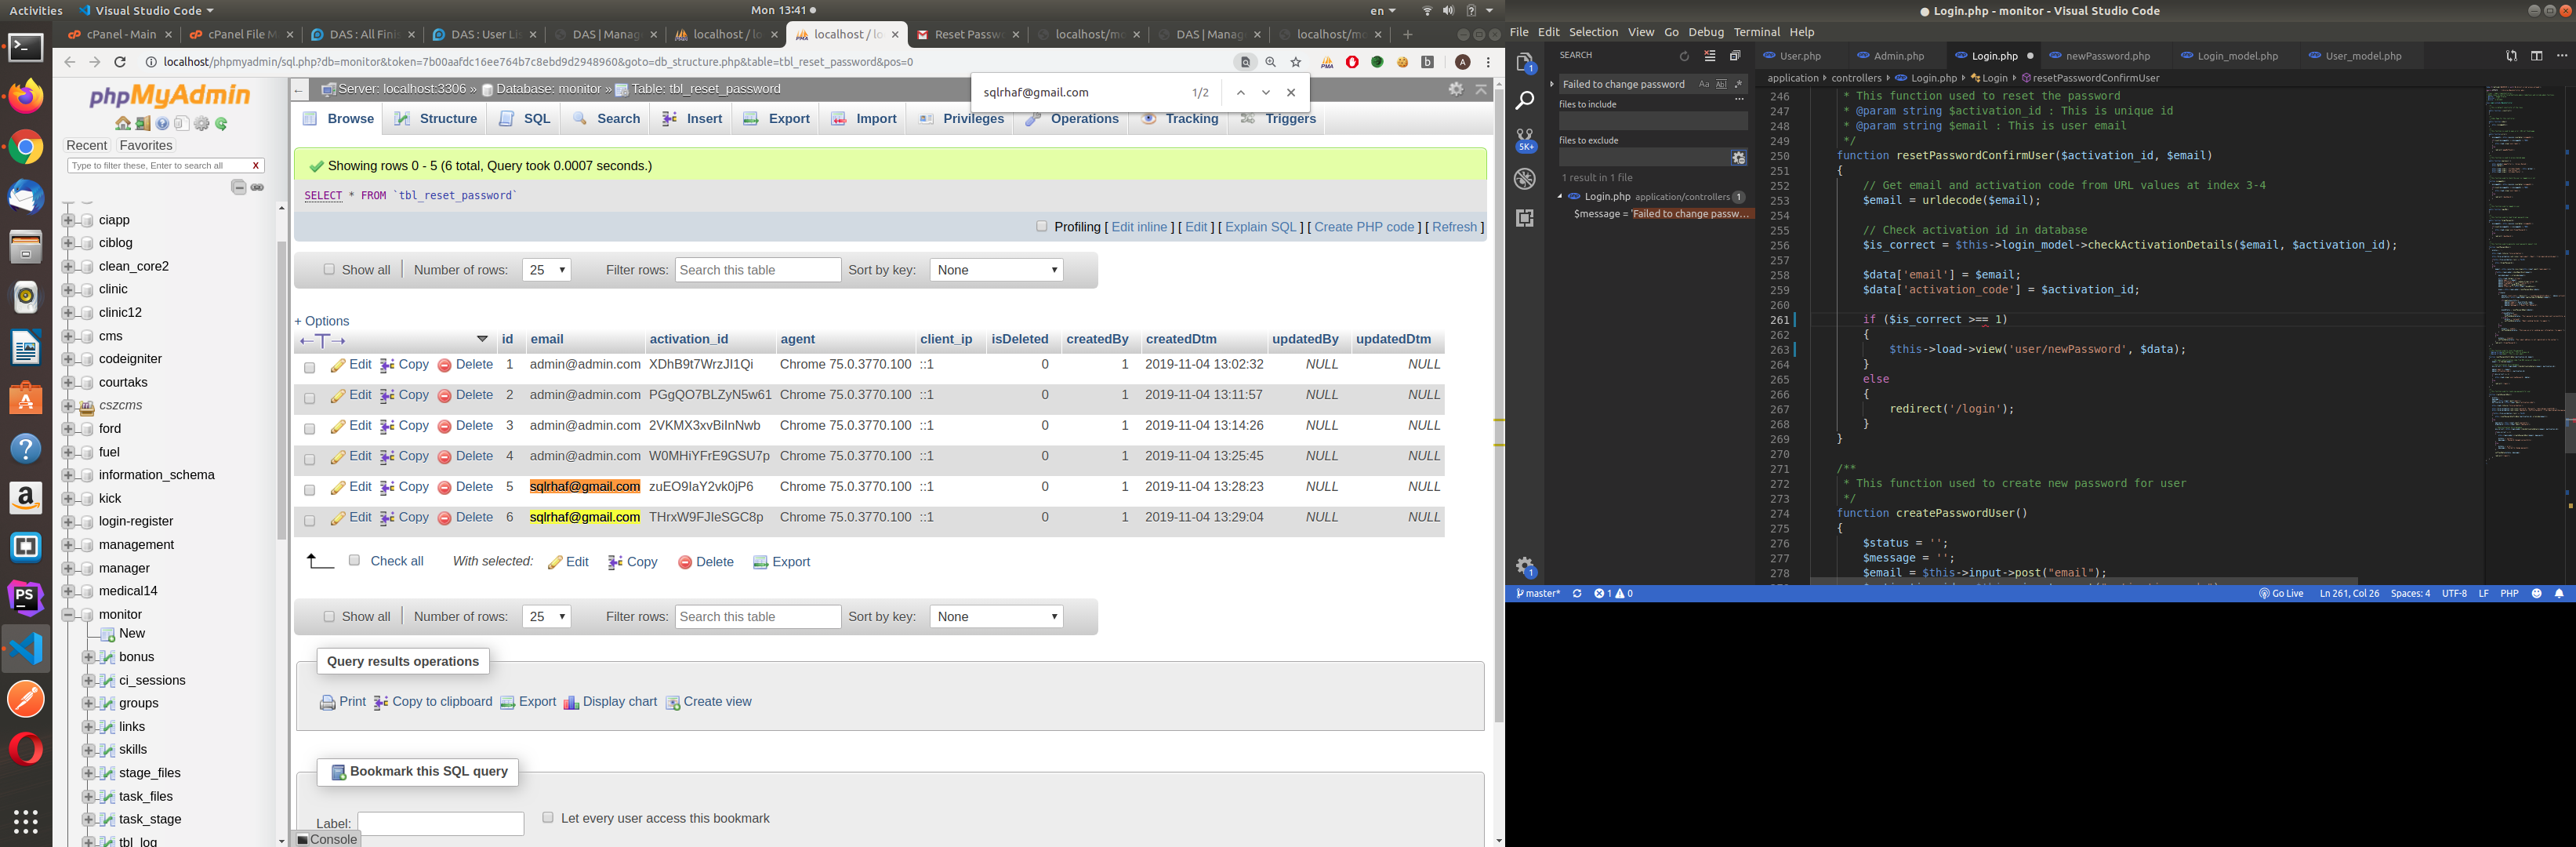 Activities Visual Studio Code Mon 13:41 en
cPanel - Main cPanel File M DAS : All Fini DAS : User Li DAS | Manag localhost / lo localhost / lo Reset Passw localhost/mo DAS | Manag localhost/mo
localhost/phpmyadmin/sql.php?db=monitor&token=7b00aafdc16ee764b7c8ebd9d2948960&goto=db_structure.php&table=tbl_reset_password&pos=0
sqlrhaf@gmail.com 1/2
phpMyAdmin
Recent Favorites
Type to filter these, Enter to search all X
ciapp
ciblog
clean_core2
clinic
clinic12
cms
codeigniter
courtaks
cszcms
ford
fuel
information_schema
kick
login-register
management
manager
medical14
monitor
New
bonus
ci_sessions
groups
links
skills
stage_files
task_files
task_stage
tbl_log
Server: localhost:3306 » Database: monitor » Table: tbl_reset_password
Browse Structure SQL Search Insert Export Import Privileges Operations Tracking Triggers
Showing rows 0 - 5 (6 total, Query took 0.0007 seconds.)
SELECT * FROM `tbl_reset_password`
Profiling [ Edit inline ] [ Edit ] [ Explain SQL ] [ Create PHP code ] [ Refresh ]
Show all Number of rows: 25 Filter rows: Search this table Sort by key: None
+ Options
id email activation_id agent client_ip isDeleted createdBy createdDtm updatedBy updatedDtm
Edit Copy Delete 1 admin@admin.com XDhB9t7WrzJI1Qi Chrome 75.0.3770.100 ::1 0 1 2019-11-04 13:02:32 NULL NULL
Edit Copy Delete 2 admin@admin.com PGgQO7BLZyN5w61 Chrome 75.0.3770.100 ::1 0 1 2019-11-04 13:11:57 NULL NULL
Edit Copy Delete 3 admin@admin.com 2VKMX3xvBiInNwb Chrome 75.0.3770.100 ::1 0 1 2019-11-04 13:14:26 NULL NULL
Edit Copy Delete 4 admin@admin.com W0MHiYFrE9GSU7p Chrome 75.0.3770.100 ::1 0 1 2019-11-04 13:25:45 NULL NULL
Edit Copy Delete 5 sqlrhaf@gmail.com zuEO9IaY2vk0jP6 Chrome 75.0.3770.100 ::1 0 1 2019-11-04 13:28:23 NULL NULL
Edit Copy Delete 6 sqlrhaf@gmail.com THrxW9FJIeSGC8p Chrome 75.0.3770.100 ::1 0 1 2019-11-04 13:29:04 NULL NULL
Check all With selected: Edit Copy Delete Export
Show all Number of rows: 25 Filter rows: Search this table Sort by key: None
Query results operations
Print Copy to clipboard Export Display chart Create view
Bookmark this SQL query
Label: Let every user access this bookmark
Console
Login.php - monitor - Visual Studio Code
File Edit Selection View Go Debug Terminal Help
SEARCH
Failed to change password Aa Ab| .*
files to include
files to exclude
1 result in 1 file
Login.php application/controllers 1
$message = 'Failed to change passw...
1
5K+
1
User.php Admin.php Login.php newPassword.php Login_model.php User_model.php
application › controllers › Login.php › Login › resetPasswordConfirmUser
246 * This function used to reset the password
247 * @param string $activation_id : This is unique id
248 * @param string $email : This is user email
249 */
250 function resetPasswordConfirmUser($activation_id, $email)
251 {
252 // Get email and activation code from URL values at index 3-4
253 $email = urldecode($email);
254
255 // Check activation id in database
256 $is_correct = $this->login_model->checkActivationDetails($email, $activation_id);
257
258 $data['email'] = $email;
259 $data['activation_code'] = $activation_id;
260
261 if ($is_correct >== 1)
262 {
263 $this->load->view('user/newPassword', $data);
264 }
265 else
266 {
267 redirect('/login');
268 }
269 }
270
271 /**
272 * This function used to create new password for user
273 */
274 function createPasswordUser()
275 {
276 $status = '';
277 $message = '';
278 $email = $this->input->post("email");
master* 1 0 Go Live Ln 261, Col 26 Spaces: 4 UTF-8 LF PHP